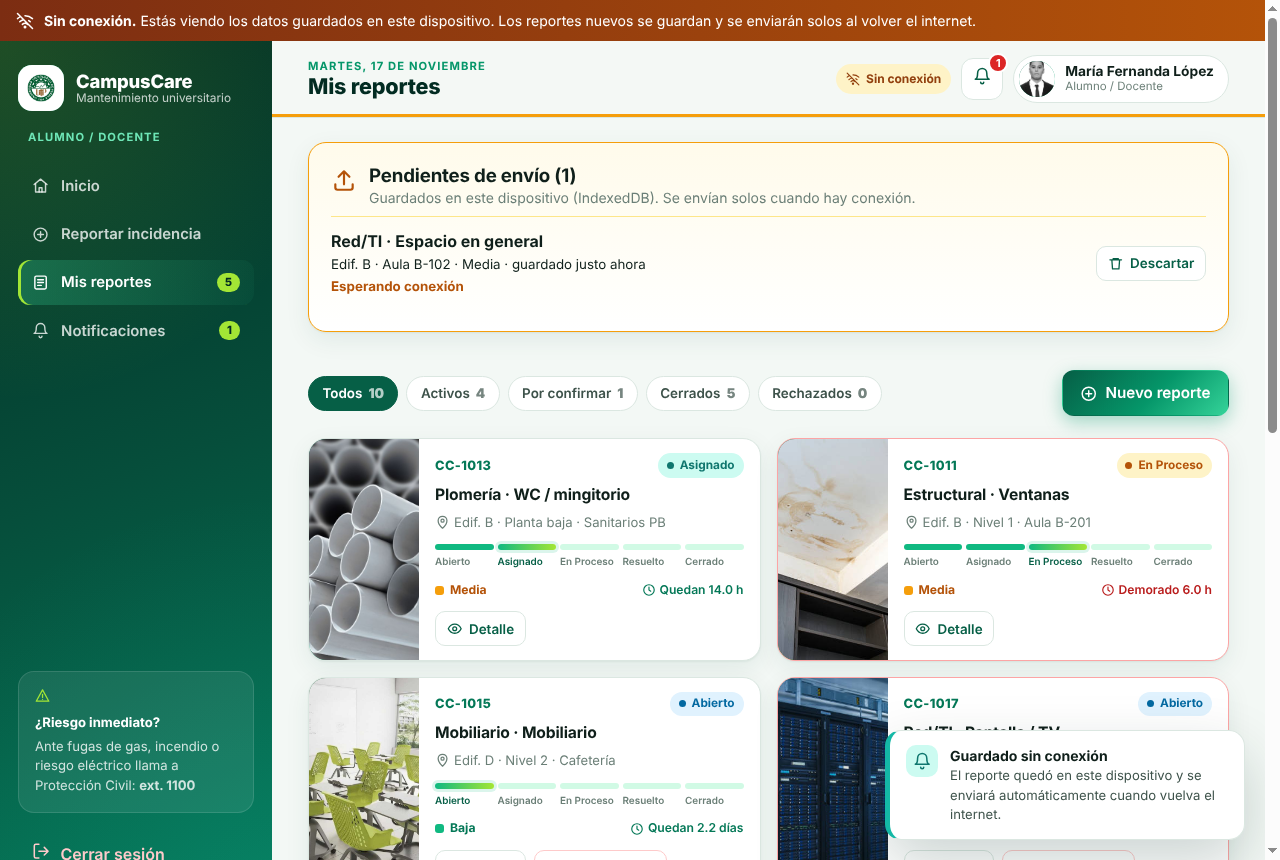 Sin conexión. Estás viendo los datos guardados en este dispositivo. Los reportes nuevos se guardan y se enviarán solos al volver el internet.
CampusCare
Mantenimiento universitario
ALUMNO / DOCENTE
Inicio
Reportar incidencia
Mis reportes 5
Notificaciones 1
¿Riesgo inmediato?
Ante fugas de gas, incendio o
riesgo eléctrico llama a
Protección Civil: ext. 1100
Cerrar sesión
MARTES, 17 DE NOVIEMBRE
Mis reportes
Sin conexión
1
María Fernanda López
Alumno / Docente
Pendientes de envío (1)
Guardados en este dispositivo (IndexedDB). Se envían solos cuando hay conexión.
Red/TI · Espacio en general
Edif. B · Aula B-102 · Media · guardado justo ahora
Esperando conexión
Descartar
Todos 10 Activos 4 Por confirmar 1 Cerrados 5 Rechazados 0
Nuevo reporte
CC-1013 Asignado
Plomería · WC / mingitorio
Edif. B · Planta baja · Sanitarios PB
Abierto Asignado En Proceso Resuelto Cerrado
Media Quedan 14.0 h
Detalle
CC-1011 En Proceso
Estructural · Ventanas
Edif. B · Nivel 1 · Aula B-201
Abierto Asignado En Proceso Resuelto Cerrado
Media Demorado 6.0 h
Detalle
CC-1015 Abierto
Mobiliario · Mobiliario
Edif. D · Nivel 2 · Cafetería
Abierto Asignado En Proceso Resuelto Cerrado
Baja Quedan 2.2 días
CC-1017 Abierto
Red/TI · Pantalla / TV
Guardado sin conexión
El reporte quedó en este dispositivo y se
enviará automáticamente cuando vuelva el
internet.